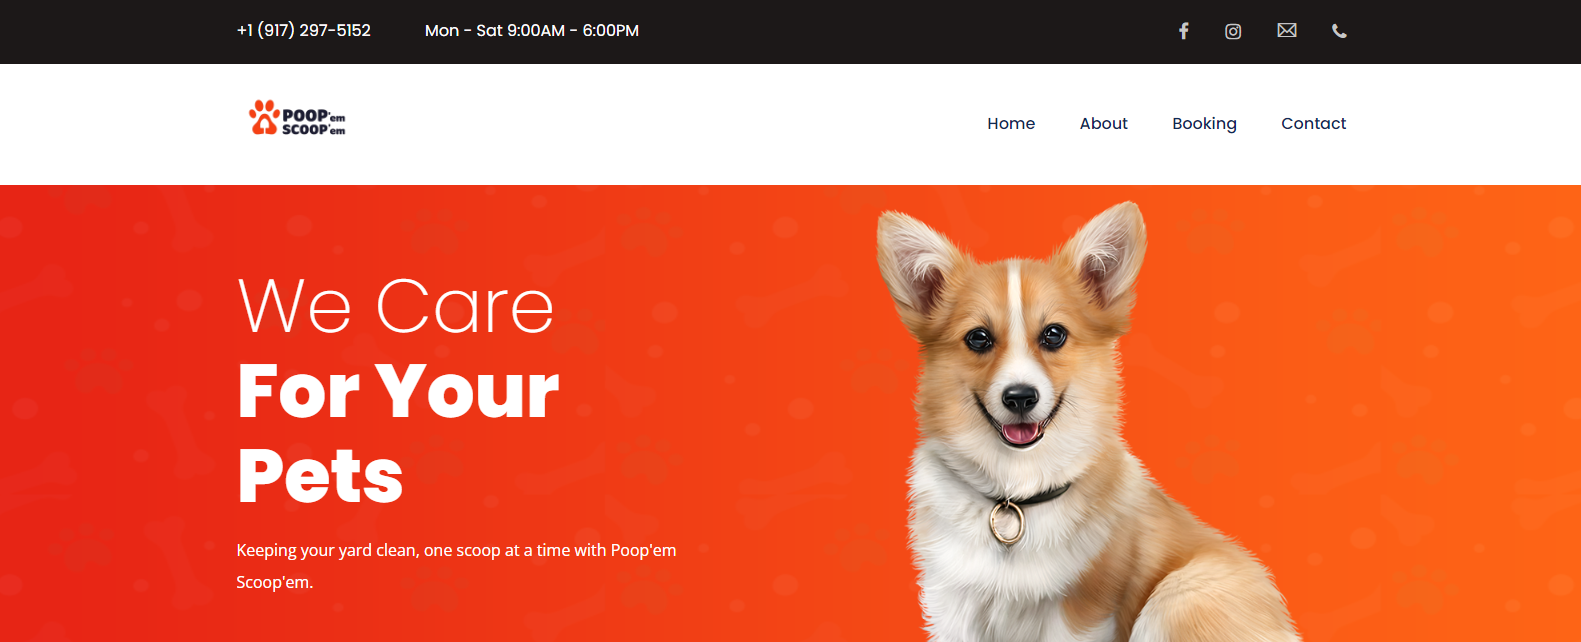 +1 (917) 297-5152
Mon - Sat 9:00AM - 6:00PM
POOP'em
SCOOP'em
Home
About
Booking
Contact
We Care
For Your
Pets
Keeping your yard clean, one scoop at a time with Poop'em
Scoop'em.